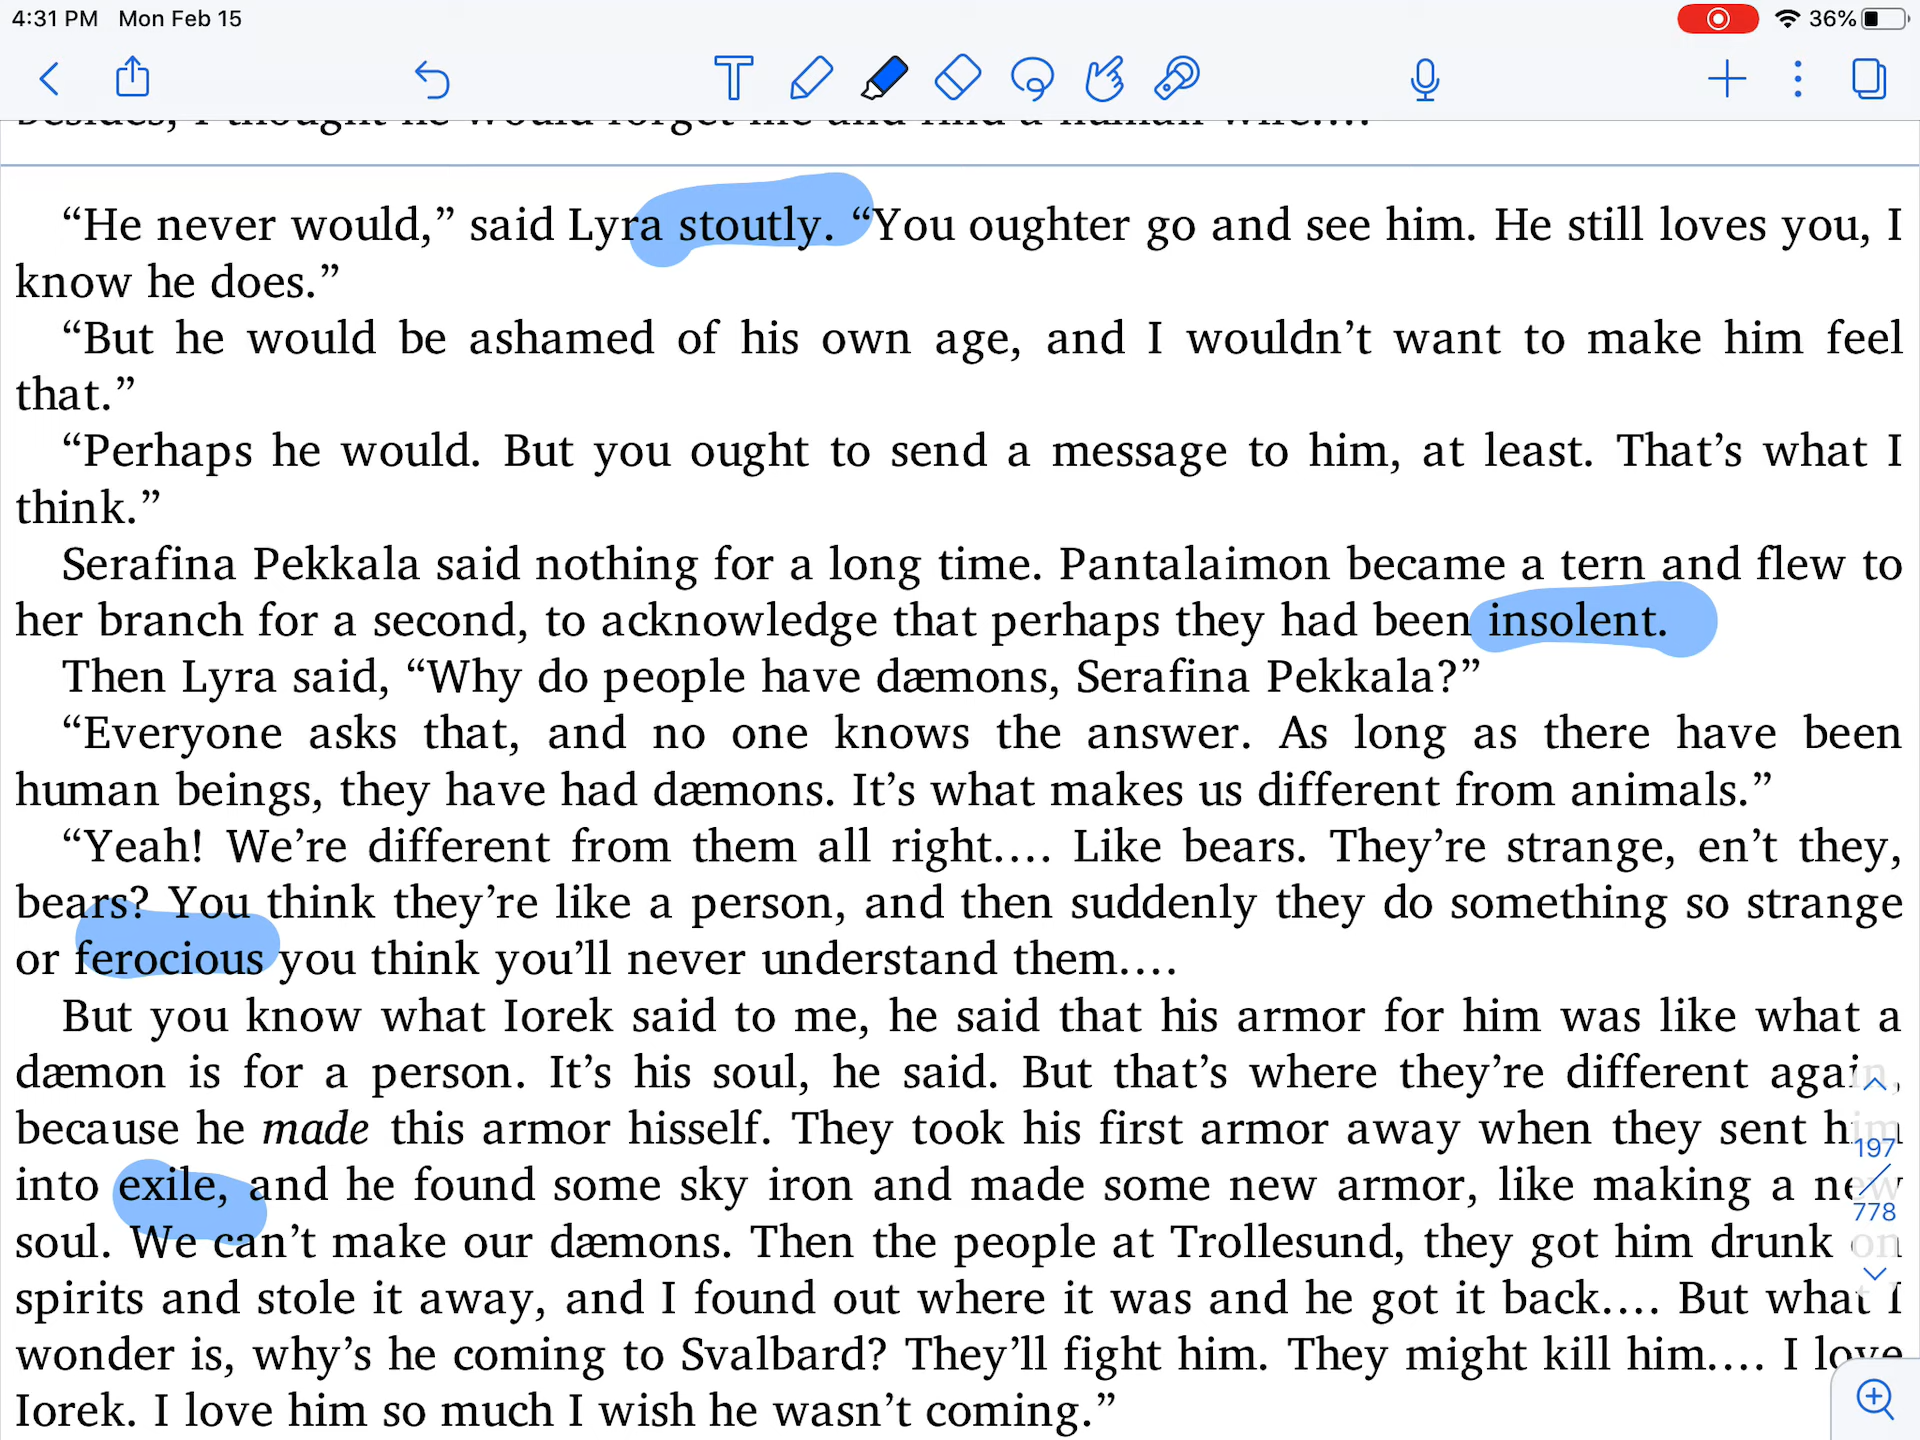 4:31 PM Mon Feb 15
36%
Besides, I thought he would forget me and find a human wife....
“He never would,” said Lyra stoutly. “You oughter go and see him. He still loves you, I
know he does.”
“But he would be ashamed of his own age, and I wouldn’t want to make him feel
that.”
“Perhaps he would. But you ought to send a message to him, at least. That’s what I
think.”
Serafina Pekkala said nothing for a long time. Pantalaimon became a tern and flew to
her branch for a second, to acknowledge that perhaps they had been insolent.
Then Lyra said, “Why do people have dæmons, Serafina Pekkala?”
“Everyone asks that, and no one knows the answer. As long as there have been
human beings, they have had dæmons. It’s what makes us different from animals.”
“Yeah! We’re different from them all right.... Like bears. They’re strange, en’t they,
bears? You think they’re like a person, and then suddenly they do something so strange
or ferocious you think you’ll never understand them....
But you know what Iorek said to me, he said that his armor for him was like what a
dæmon is for a person. It’s his soul, he said. But that’s where they’re different again,
because he made this armor hisself. They took his first armor away when they sent him
into exile, and he found some sky iron and made some new armor, like making a new
soul. We can’t make our dæmons. Then the people at Trollesund, they got him drunk on
spirits and stole it away, and I found out where it was and he got it back.... But what I
wonder is, why’s he coming to Svalbard? They’ll fight him. They might kill him.... I love
Iorek. I love him so much I wish he wasn’t coming.”
197
778